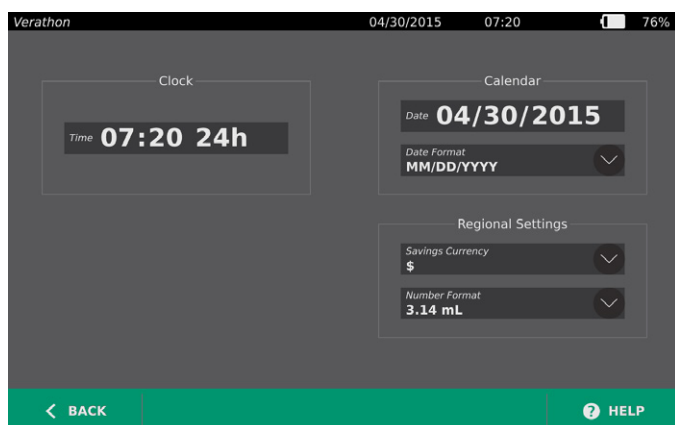 Verathon 04/30/2015 07:20 76%
Clock
Time 07:20 24h
Calendar
Date 04/30/2015
Date Format
MM/DD/YYYY
Regional Settings
Savings Currency
$
Number Format
3.14 mL
BACK
? HELP